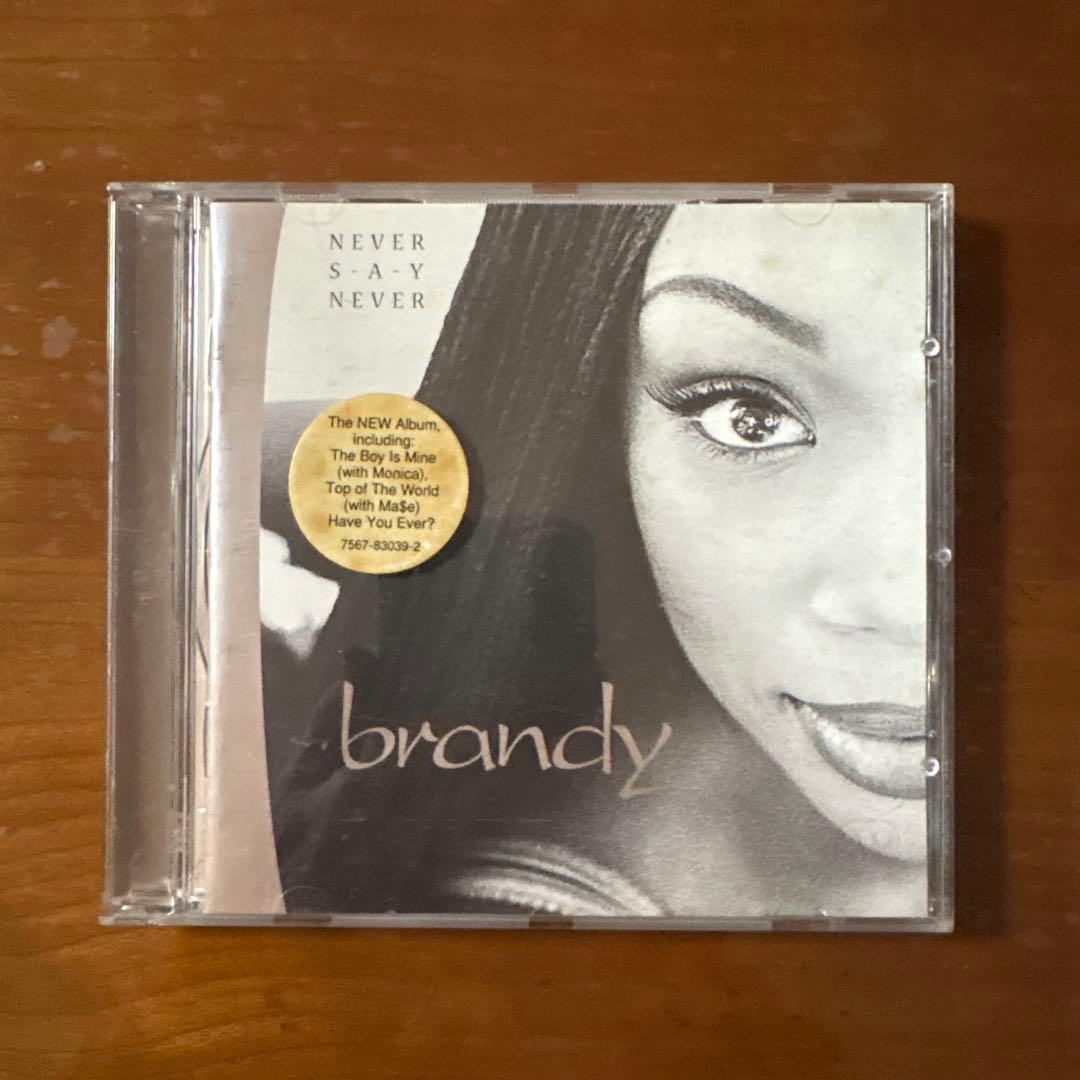 NEVER
S-A-Y
NEVER
The NEW Album,
including:
The Boy Is Mine
(with Monica),
Top of The World
(with Ma$e)
Have You Ever?
7567-83039-2
brandy